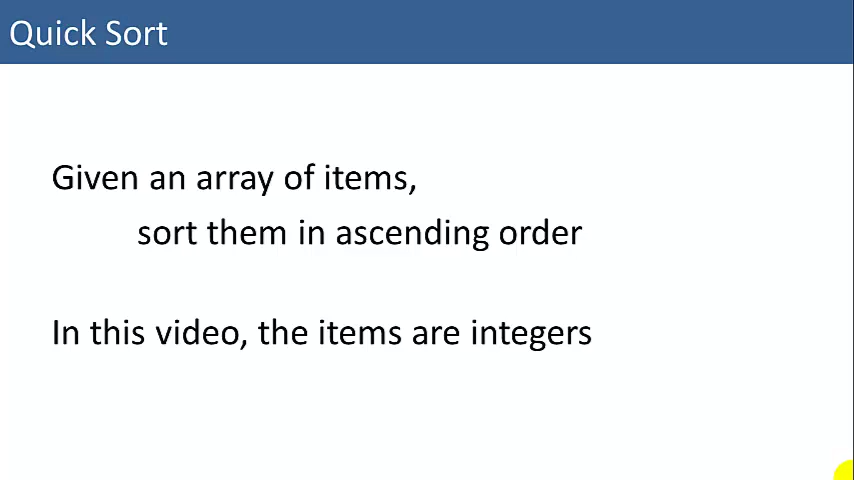 Quick Sort
Given an array of items,
sort them in ascending order
In this video, the items are integers